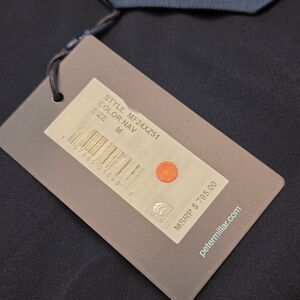 STYLE MF24XZ51
COLOR NAV
SIZE M
MSRP $ 795.00
petermillar.com